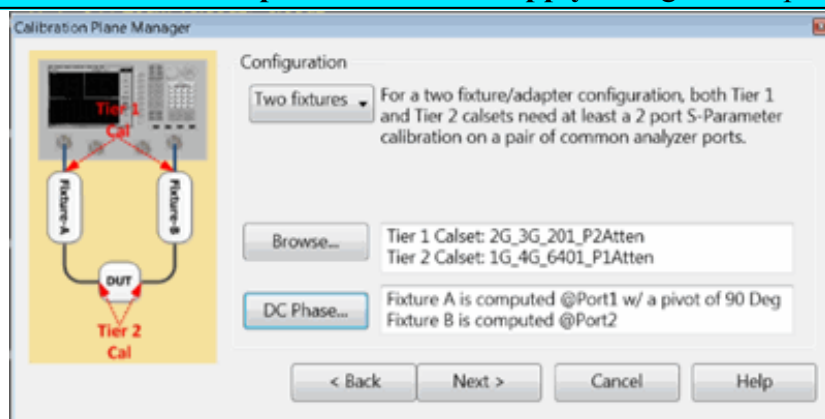 Calibration Plane Manager
Configuration
Two fixtures
For a two fixture/adapter configuration, both Tier 1
and Tier 2 calsets need at least a 2 port S-Parameter
calibration on a pair of common analyzer ports.
Tier 1
Cal
Fixture-A
Fixture-B
DUT
Tier 2
Cal
Browse...
Tier 1 Calset: 2G_3G_201_P2Atten
Tier 2 Calset: 1G_4G_6401_P1Atten
DC Phase...
Fixture A is computed @Port1 w/ a pivot of 90 Deg
Fixture B is computed @Port2
< Back
Next >
Cancel
Help